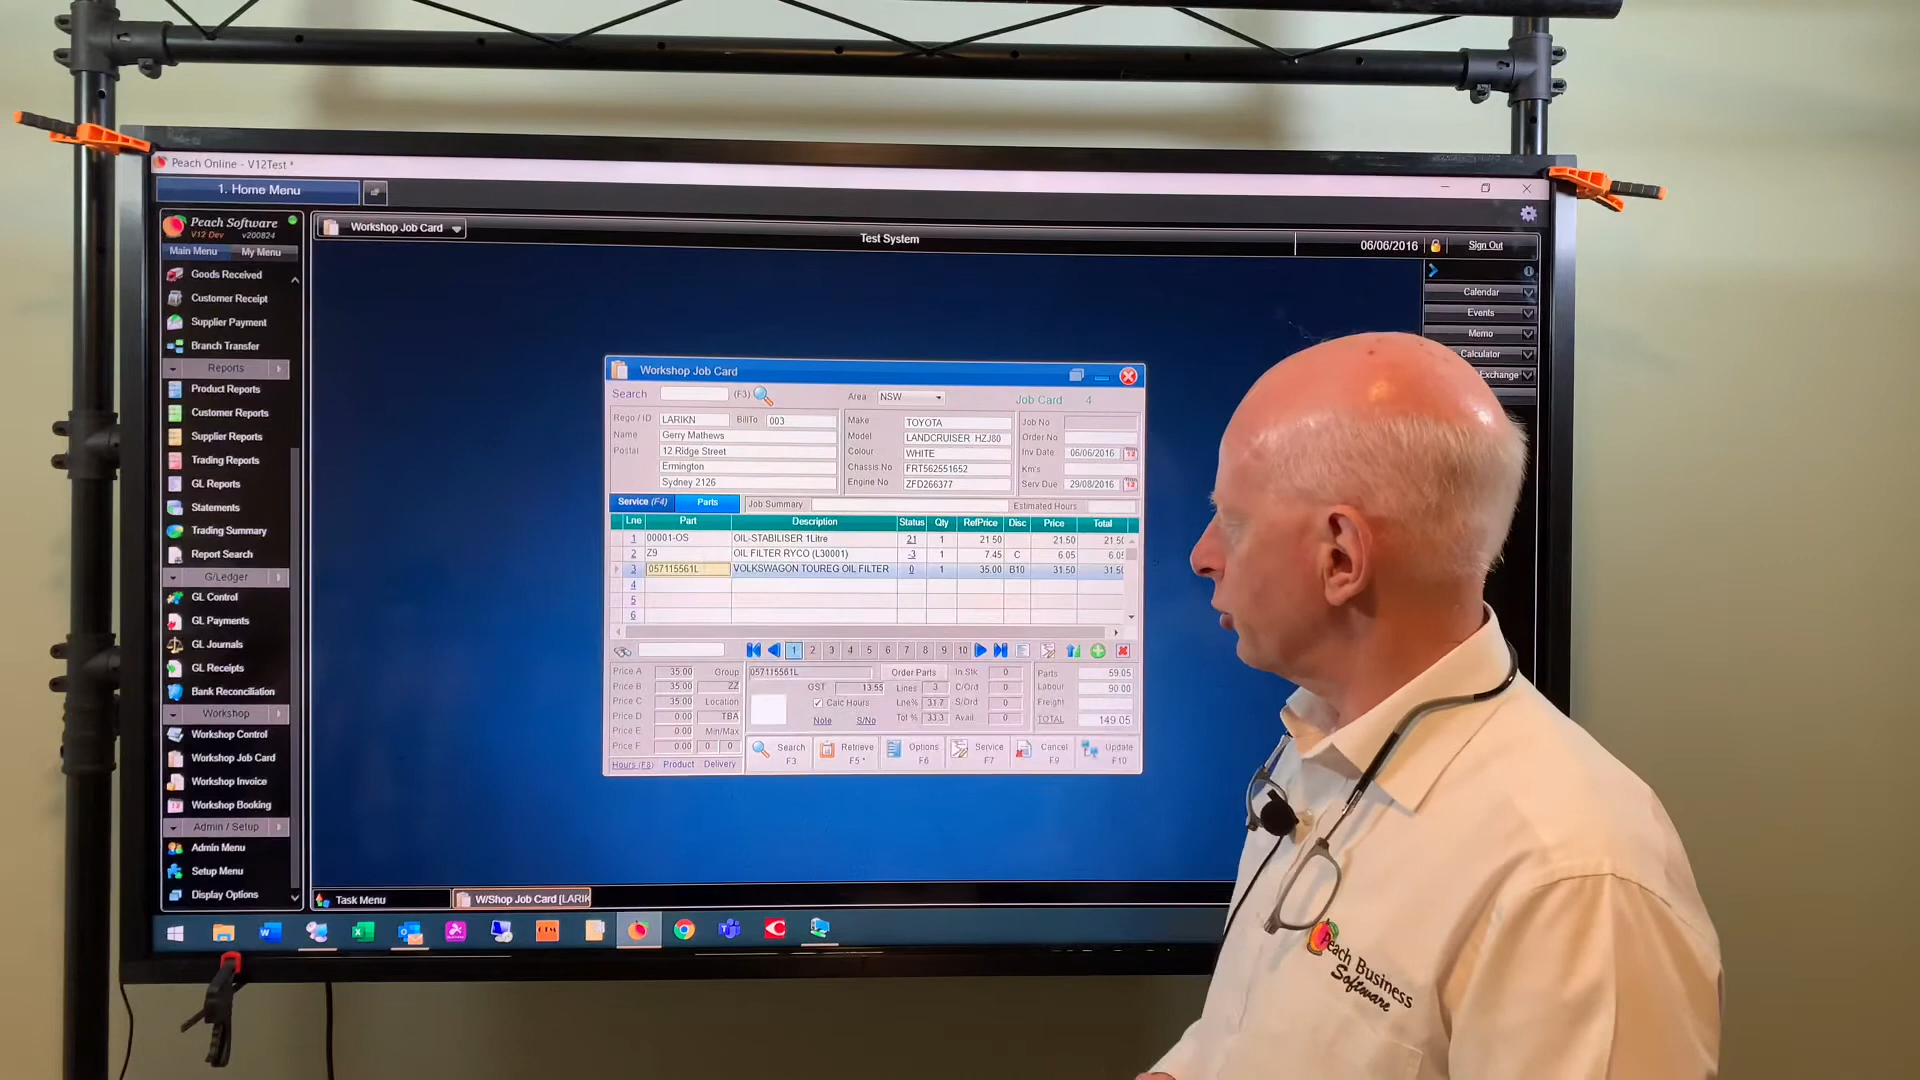 Peach Online - V12Test *
1. Home Menu
Peach Software
V12 Dev v200824
Main Menu My Menu
Goods Received
Customer Receipt
Supplier Payment
Branch Transfer
Reports
Product Reports
Customer Reports
Supplier Reports
Trading Reports
GL Reports
Statements
Trading Summary
Report Search
G/Ledger
GL Control
GL Payments
GL Journals
GL Receipts
Bank Reconciliation
Workshop
Workshop Control
Workshop Job Card
Workshop Invoice
Workshop Booking
Admin / Setup
Admin Menu
Setup Menu
Display Options
Workshop Job Card
Test System
06/06/2016 Sign Out
Calendar
Events
Memo
Calculator
Exchange
Workshop Job Card
Search (F3) Area NSW Job Card 4
Rego / ID LARIKN BillTo 003 Make TOYOTA Job No
Name Gerry Mathews Model LANDCRUISER HZJ80 Order No
Postal 12 Ridge Street Colour WHITE Inv Date 06/06/2016
Ermington Chassis No FRT562551652 Km's
Sydney 2126 Engine No ZFD266377 Serv Due 29/08/2016
Service (F4) Parts Job Summary Estimated Hours
Lne Part Description Status Qty RefPrice Disc Price Total
1 00001-OS OIL-STABILISER 1Litre 21 1 21.50 21.50 21.50
2 Z9 OIL FILTER RYCO (L30001) -3 1 7.45 C 6.05 6.05
3 057115561L VOLKSWAGON TOUREG OIL FILTER 0 1 35.00 B10 31.50 31.50
4
5
6
1 2 3 4 5 6 7 8 9 10
Price A 35.00 Group 057115561L Order Parts In Stk 0 Parts 59.05
Price B 35.00 ZZ GST 13.55 Lines 3 C/Ord 0 Labour 90.00
Price C 35.00 Location Calc Hours Lne% 31.7 S/Ord 0 Freight
Price D 0.00 TBA Note S/No Tot % 33.3 Avail 0 TOTAL 149.05
Price E 0.00 Min/Max
Price F 0.00 0 0
Search F3 Retrieve F5 * Options F6 Service F7 Cancel F9 Update F10
Hours (F8) Product Delivery
Task Menu W/Shop Job Card [LARIK
Peach Business
Software